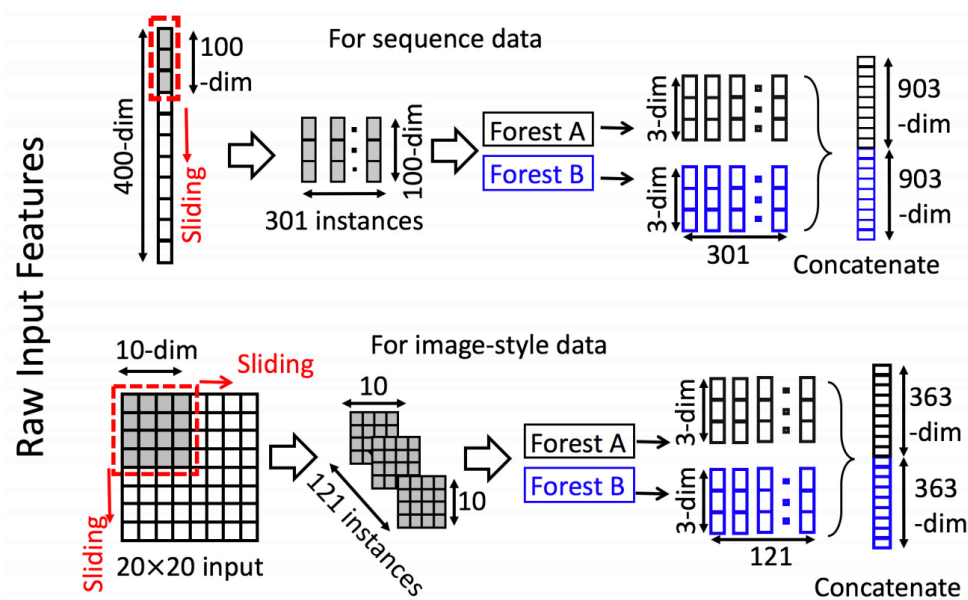 Raw Input Features
For sequence data
400-dim
100
-dim
Sliding
301 instances
100-dim
Forest A
Forest B
3-dim
3-dim
301
903
-dim
903
-dim
Concatenate
For image-style data
10-dim
Sliding
Sliding
20×20 input
10
121 instances
10
Forest A
Forest B
3-dim
3-dim
121
363
-dim
363
-dim
Concatenate